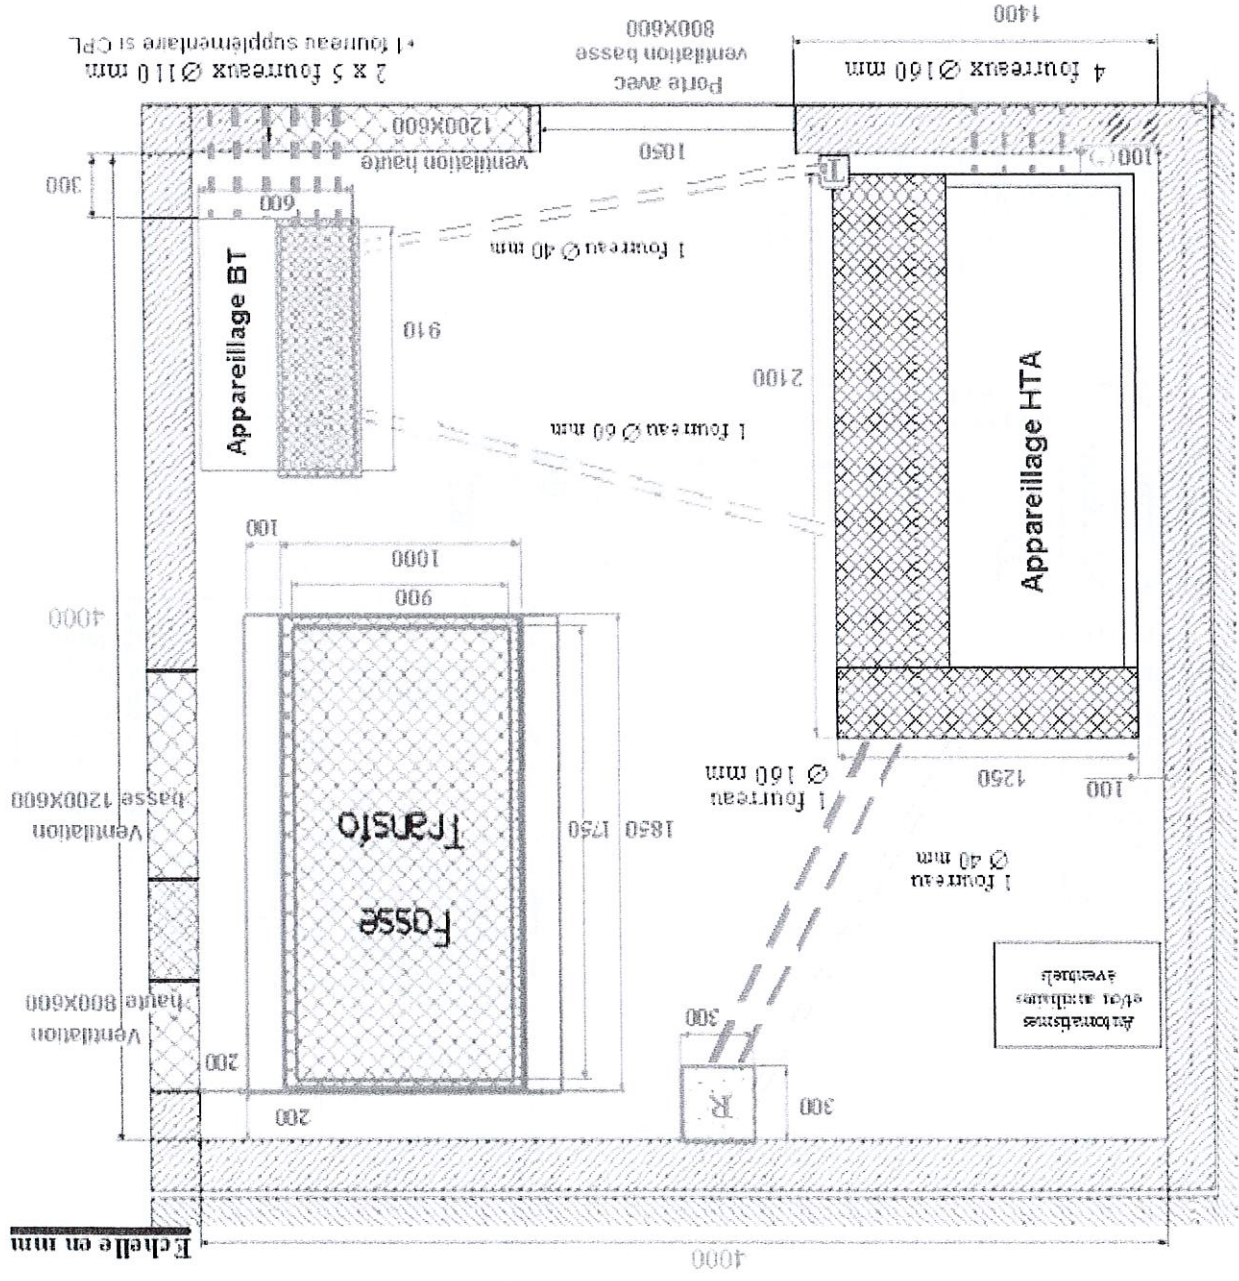 Echelle en mm
4000
300
R
300
200
200
Ventilation
haute 800X600
Automatismes
et/ou auxiliaires
éventuels
1 fourreau
Ø 40 mm
Fosse
Transfo
1850
1750
Ventilation
basse 1200X600
1 fourreau
Ø 160 mm
100
1250
4000
900
1000
100
Appareillage HTA
1 fourreau Ø 60 mm
2100
910
Appareillage BT
1 fourreau Ø 40 mm
600
300
T
100 (-)
1050
ventilation haute
1200X600
Porte avec
ventilation basse
800X600
4 fourreaux Ø160 mm
1400
2 x 5 fourreaux Ø110 mm
+1 fourreau supplémentaire si CPL